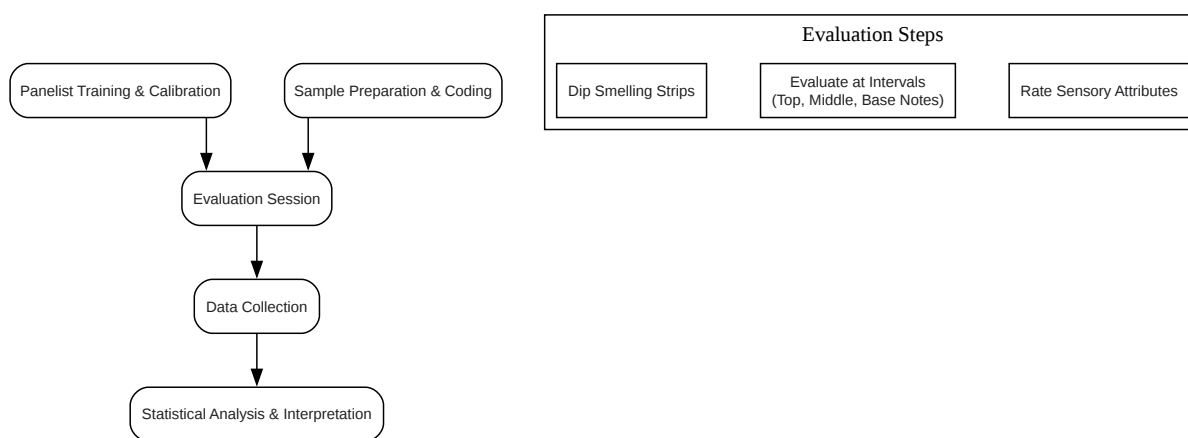 Evaluation Steps
Panelist Training & Calibration
Sample Preparation & Coding
Dip Smelling Strips
Evaluate at Intervals
(Top, Middle, Base Notes)
Rate Sensory Attributes
Evaluation Session
Data Collection
Statistical Analysis & Interpretation